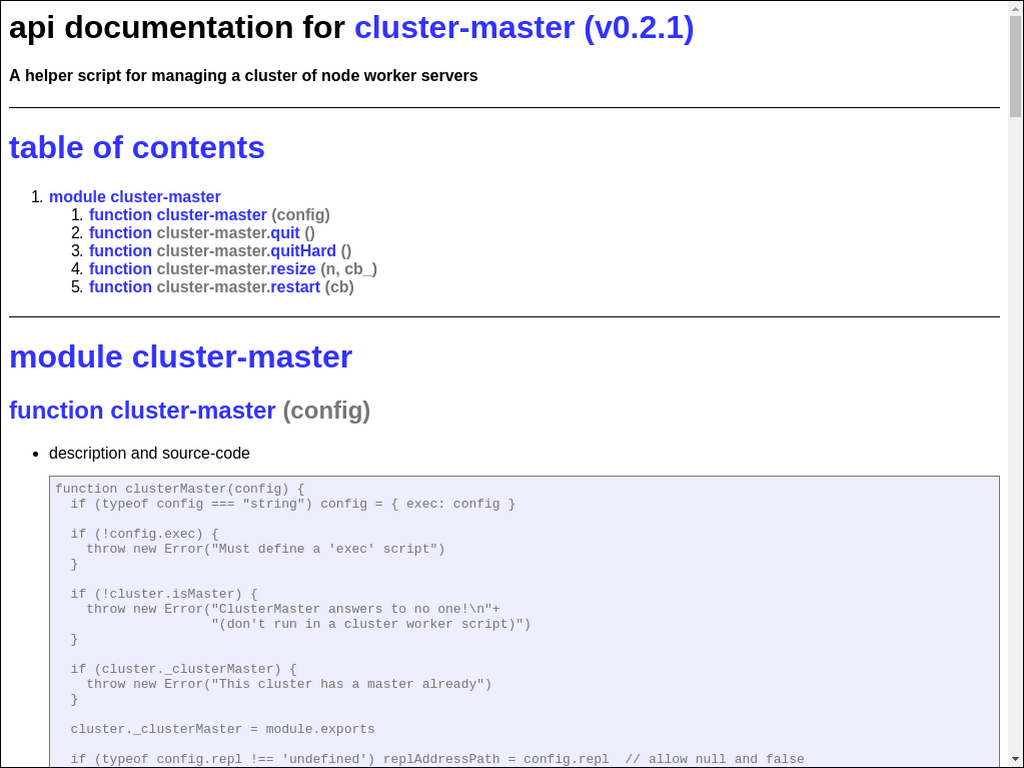 api documentation for cluster-master (v0.2.1)
A helper script for managing a cluster of node worker servers
table of contents
1. module cluster-master
1. function cluster-master (config)
2. function cluster-master.quit ()
3. function cluster-master.quitHard ()
4. function cluster-master.resize (n, cb_)
5. function cluster-master.restart (cb)
module cluster-master
function cluster-master (config)
• description and source-code
function clusterMaster(config) {
  if (typeof config === "string") config = { exec: config }
  if (!config.exec) {
    throw new Error("Must define a 'exec' script")
  }
  if (!cluster.isMaster) {
    throw new Error("ClusterMaster answers to no one!\n"+
                    "(don't run in a cluster worker script)")
  }
  if (cluster._clusterMaster) {
    throw new Error("This cluster has a master already")
  }
  cluster._clusterMaster = module.exports
  if (typeof config.repl !== 'undefined') replAddressPath = config.repl  // allow null and false